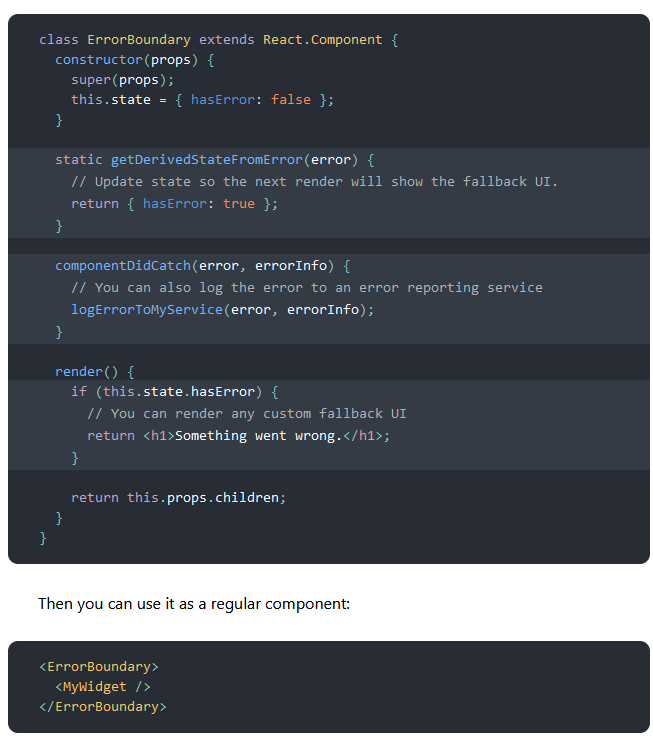 class ErrorBoundary extends React.Component {
  constructor(props) {
    super(props);
    this.state = { hasError: false };
  }
  static getDerivedStateFromError(error) {
    // Update state so the next render will show the fallback UI.
    return { hasError: true };
  }
  componentDidCatch(error, errorInfo) {
    // You can also log the error to an error reporting service
    logErrorToMyService(error, errorInfo);
  }
  render() {
    if (this.state.hasError) {
      // You can render any custom fallback UI
      return <h1>Something went wrong.</h1>;
    }
    return this.props.children;
  }
}
Then you can use it as a regular component:
<ErrorBoundary>
  <MyWidget />
</ErrorBoundary>